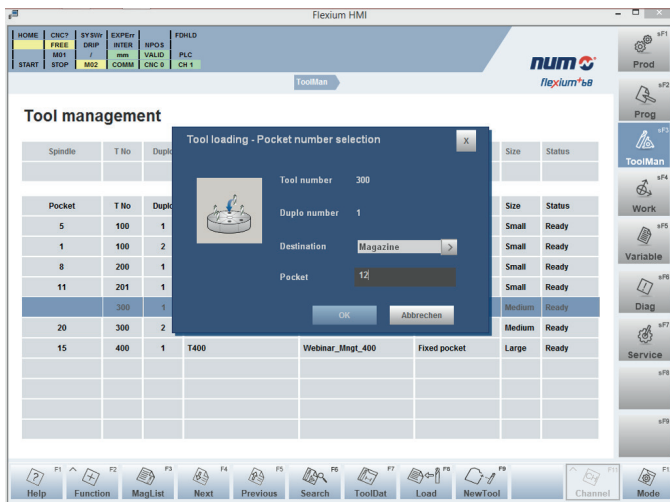 Flexium HMI
HOME CNC? SYSWr EXPErr FDHLD
FREE DRIP INTER NPOS
M01 / mm VALID PLC
START STOP M02 COMM CNC 0 CH 1
num
flexium+68
ToolMan
Tool management
Spindle T No Duplo Size Status
Tool loading - Pocket number selection X
Tool number 300
Duplo number 1
Destination Magazine >
Pocket 12
OK Abbrechen
Pocket T No Duplo Size Status
5 100 1 Small Ready
1 100 2 Small Ready
8 200 1 Small Ready
11 201 1 Small Ready
300 1 Medium Ready
20 300 2 Medium Ready
15 400 1 T400 Webinar_Mngt_400 Fixed pocket Large Ready
sF1
Prod
sF2
Prog
sF3
ToolMan
sF4
Work
sF5
Variable
sF6
Diag
sF7
Service
sF8
sF9
F1 Help
F2 Function
F3 MagList
F4 Next
F5 Previous
F6 Search
F7 ToolDat
F8 Load
F9 NewTool
F11 Channel
Mode